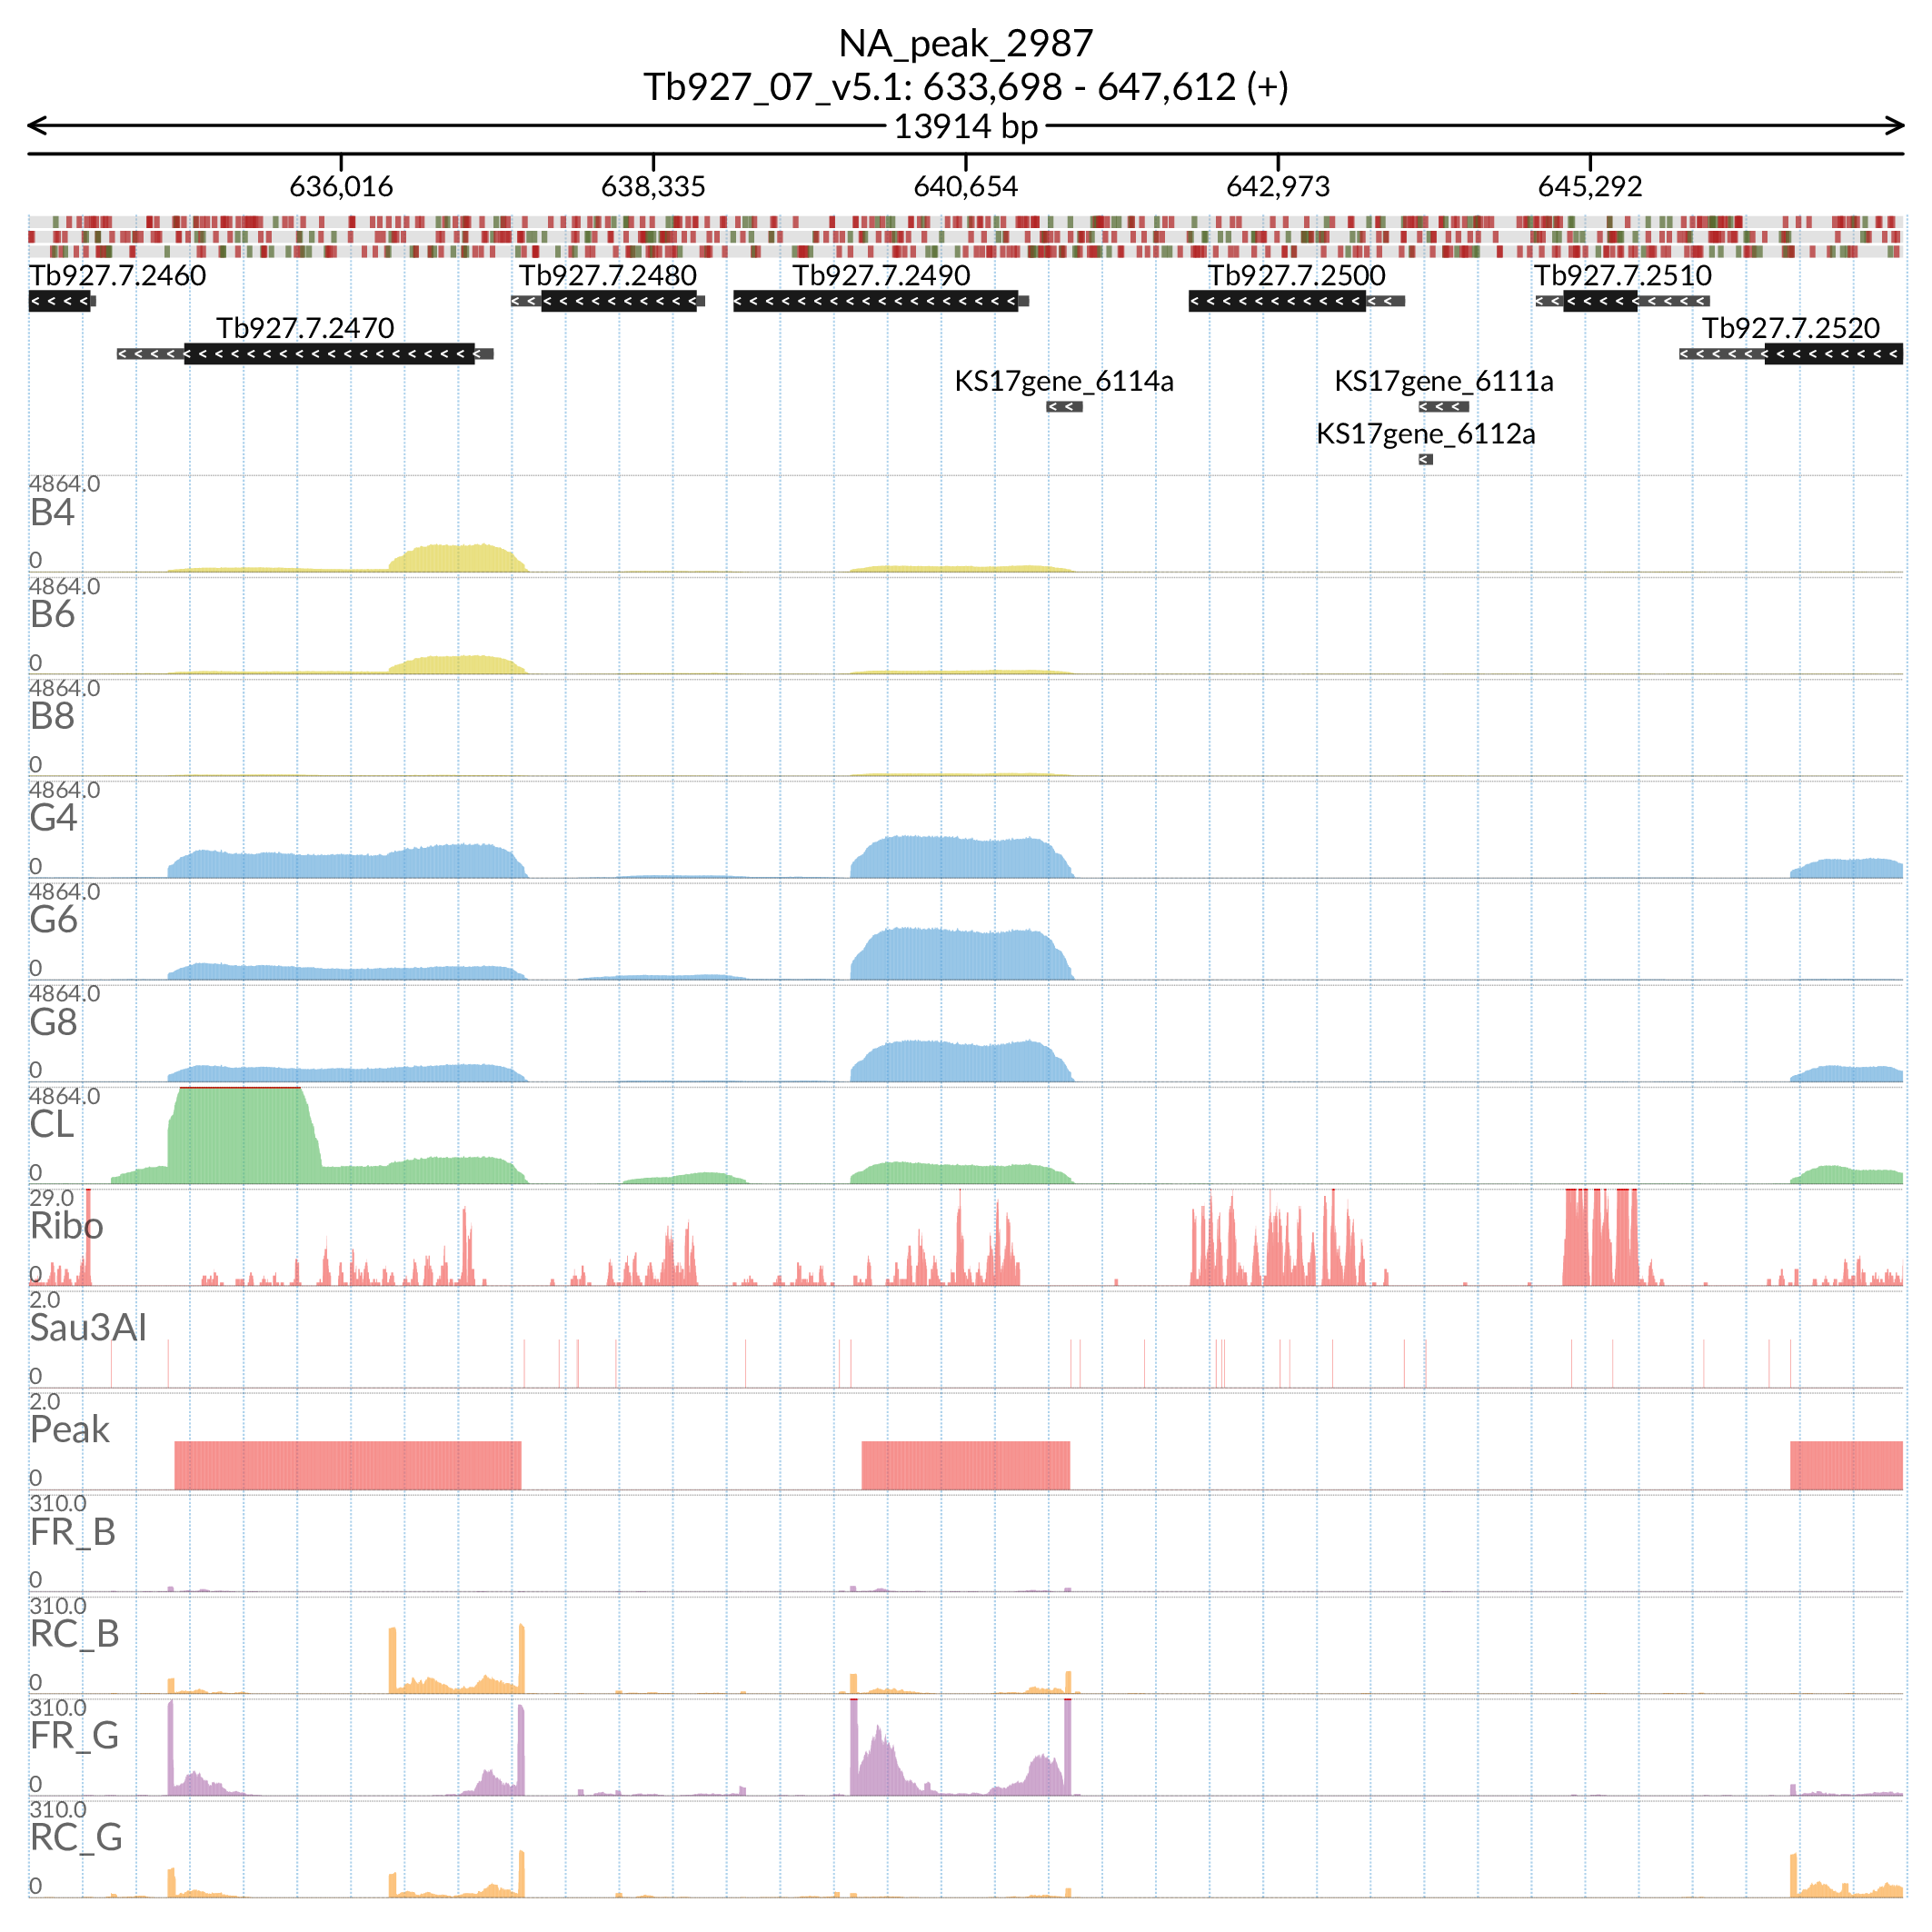 NA_peak_2987
Tb927_07_v5.1: 633,698 - 647,612 (+)
13914 bp
636,016 638,335 640,654 642,973 645,292
Tb927.7.2460 Tb927.7.2480 Tb927.7.2490 Tb927.7.2500 Tb927.7.2510
Tb927.7.2470 Tb927.7.2520
KS17gene_6114a KS17gene_6111a
KS17gene_6112a
4864.0
B4
0
4864.0
B6
0
4864.0
B8
0
4864.0
G4
0
4864.0
G6
0
4864.0
G8
0
4864.0
CL
0
29.0
Ribo
0
2.0
Sau3AI
0
2.0
Peak
0
310.0
FR_B
0
310.0
RC_B
0
310.0
FR_G
0
310.0
RC_G
0